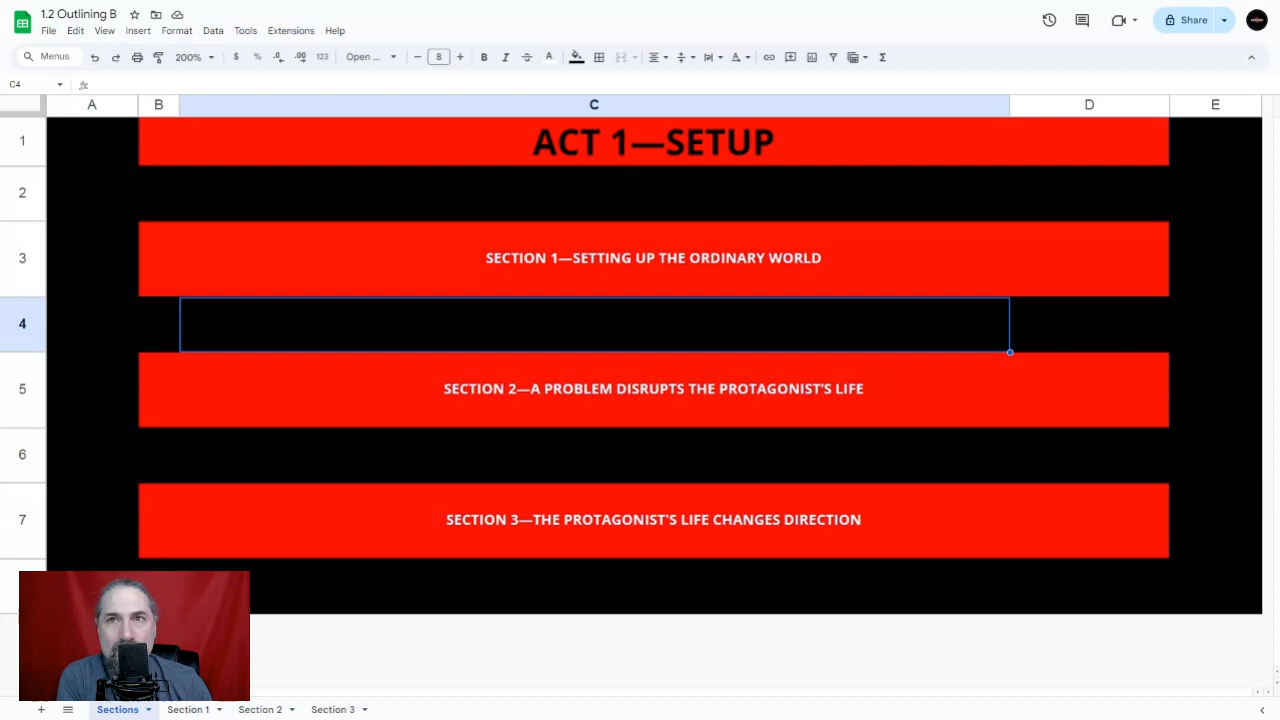 1.2 Outlining B
File Edit View Insert Format Data Tools Extensions Help
Share
Menus 200% $ % .0 .00 123 Open ... 8 B I A Σ
C4 fx
A B C D E
1 ACT 1—SETUP
2
3 SECTION 1—SETTING UP THE ORDINARY WORLD
4
5 SECTION 2—A PROBLEM DISRUPTS THE PROTAGONIST'S LIFE
6
7 SECTION 3—THE PROTAGONIST'S LIFE CHANGES DIRECTION
Sections Section 1 Section 2 Section 3